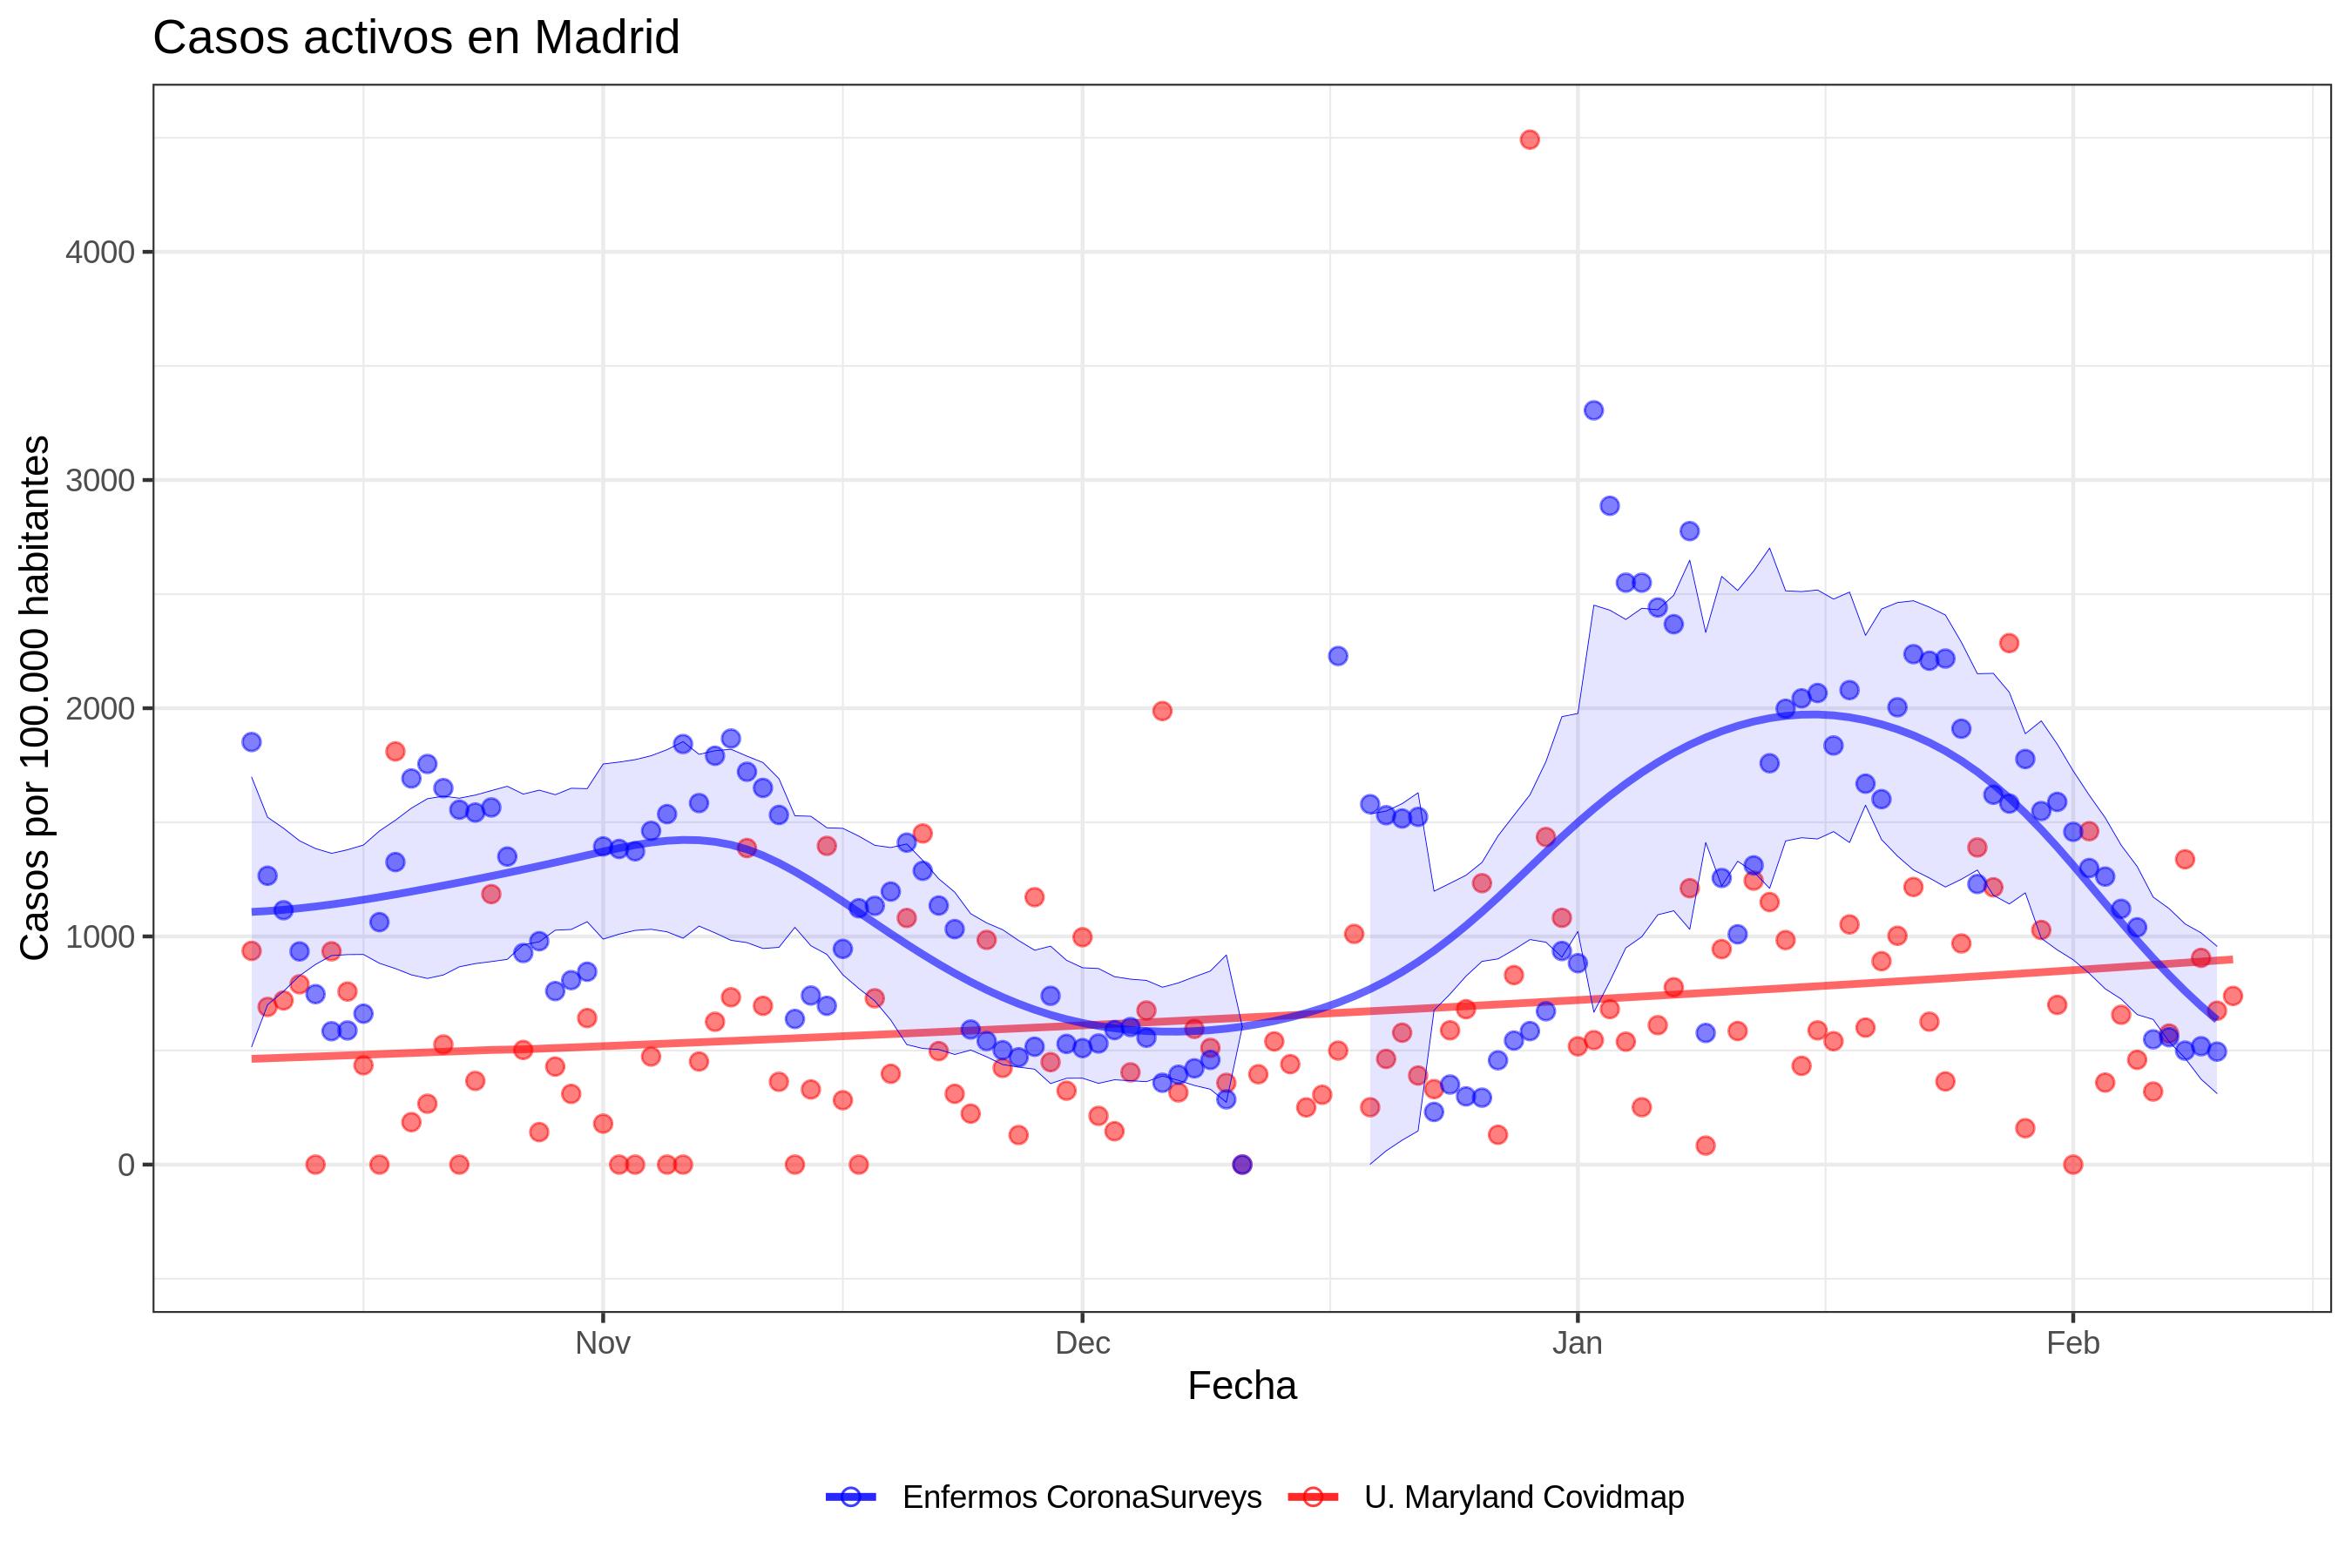 Casos activos en Madrid
Casos por 100.000 habitantes
4000
3000
2000
1000
0
Nov Dec Jan Feb
Fecha
Enfermos CoronaSurveys U. Maryland Covidmap